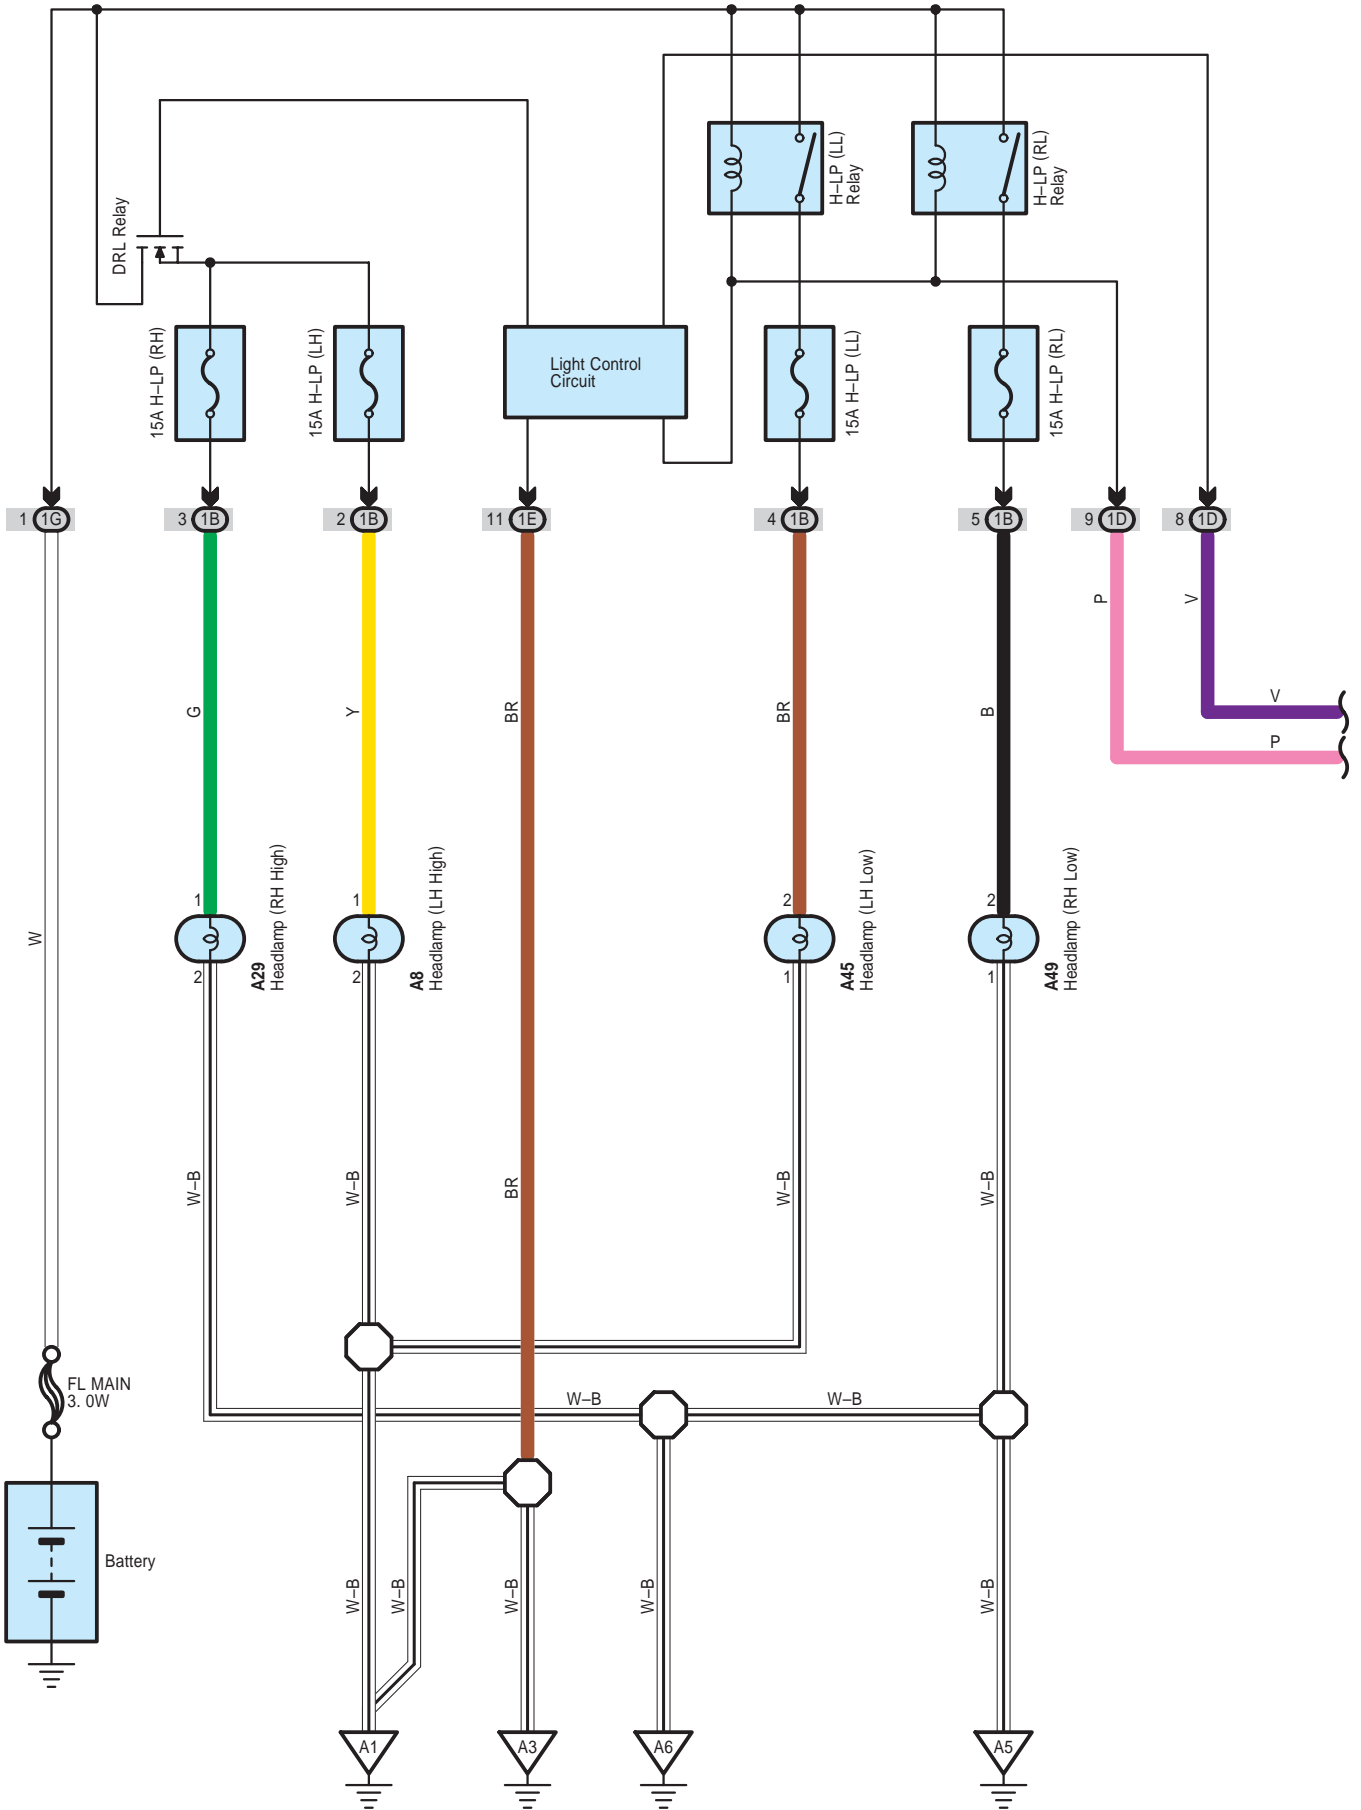 DRL Relay
H–LP (LL)
Relay
H–LP (RL)
Relay
15A H–LP (RH)
15A H–LP (LH)
Light Control
Circuit
15A H–LP (LL)
15A H–LP (RL)
1 1G
3 1B
2 1B
11 1E
4 1B
5 1B
9 1D
8 1D
P
V
G
Y
BR
BR
B
V
P
W
1
1
2
2
2
2
1
1
A29
Headlamp (RH High)
A8
Headlamp (LH High)
A45
Headlamp (LH Low)
A49
Headlamp (RH Low)
W–B
W–B
BR
W–B
W–B
FL MAIN
3. 0W
W–B
W–B
Battery
W–B
W–B
W–B
W–B
W–B
A1
A3
A6
A5